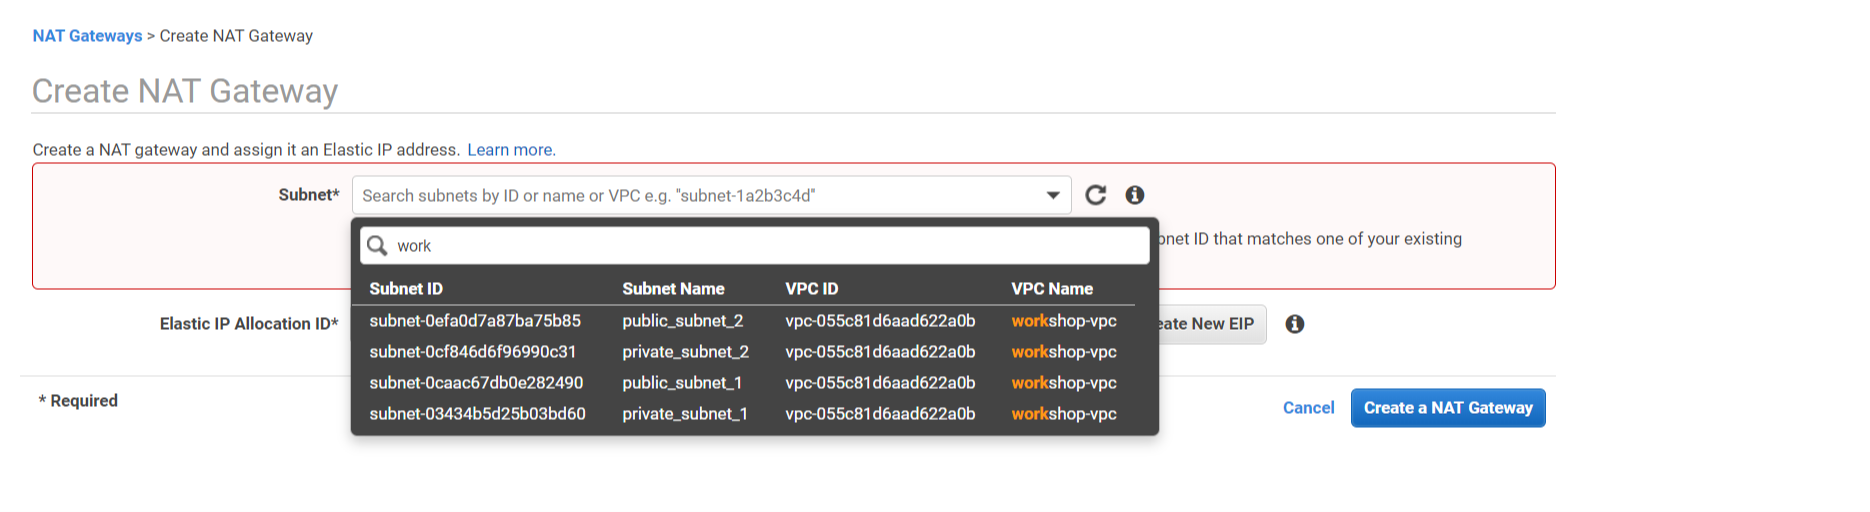 NAT Gateways > Create NAT Gateway
Create NAT Gateway
Create a NAT gateway and assign it an Elastic IP address. Learn more.
Subnet* Search subnets by ID or name or VPC e.g. "subnet-1a2b3c4d"
work
ID that matches one of your existing
Subnet ID Subnet Name VPC ID VPC Name
subnet-0efa0d7a87ba75b85 public_subnet_2 vpc-055c81d6aad622a0b workshop-vpc
Elastic IP Allocation ID* New EIP
subnet-0cf846d6f96990c31 private_subnet_2 vpc-055c81d6aad622a0b workshop-vpc
subnet-0caac67db0e282490 public_subnet_1 vpc-055c81d6aad622a0b workshop-vpc
subnet-03434b5d25b03bd60 private_subnet_1 vpc-055c81d6aad622a0b workshop-vpc
* Required
Cancel Create a NAT Gateway